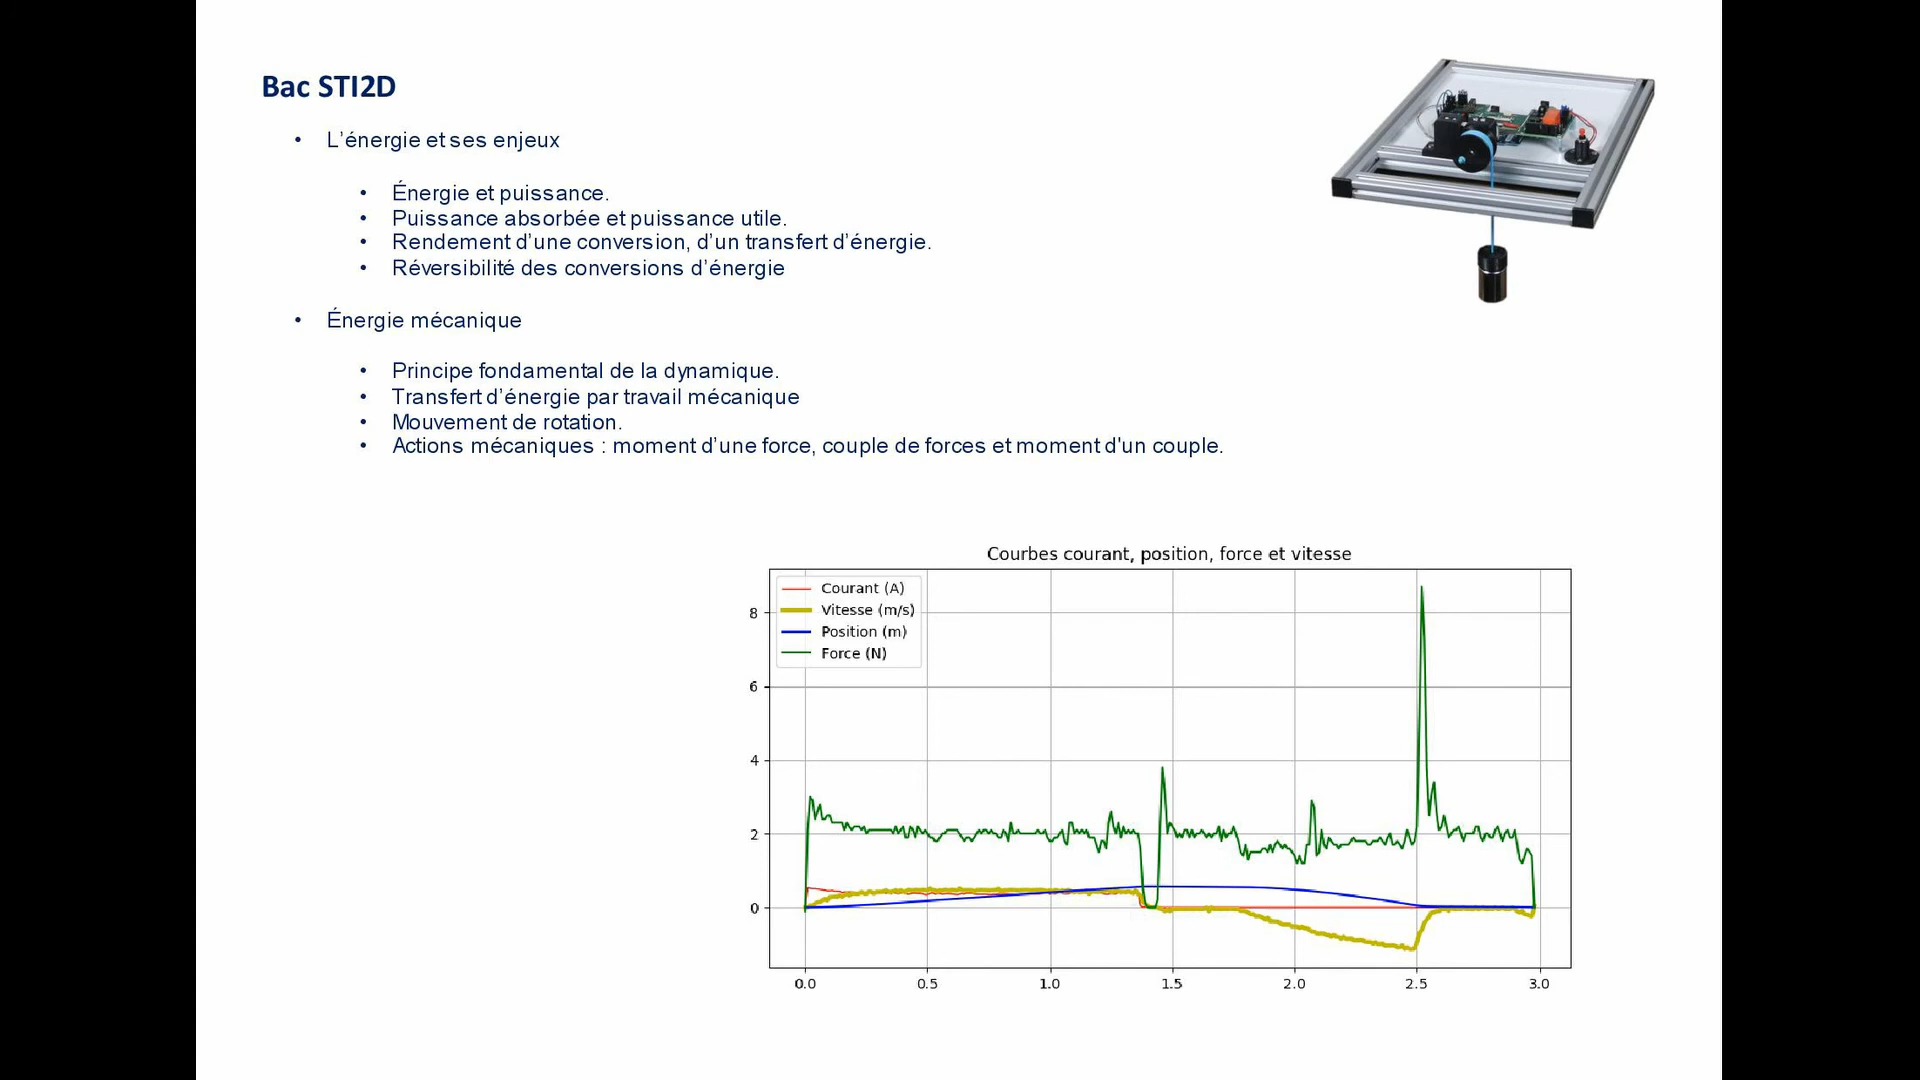 Bac STI2D
• L’énergie et ses enjeux
• Énergie et puissance.
• Puissance absorbée et puissance utile.
• Rendement d’une conversion, d’un transfert d’énergie.
• Réversibilité des conversions d’énergie
• Énergie mécanique
• Principe fondamental de la dynamique.
• Transfert d’énergie par travail mécanique
• Mouvement de rotation.
• Actions mécaniques : moment d’une force, couple de forces et moment d'un couple.
Courbes courant, position, force et vitesse
Courant (A)
Vitesse (m/s)
Position (m)
Force (N)
8
6
4
2
0
0.0 0.5 1.0 1.5 2.0 2.5 3.0